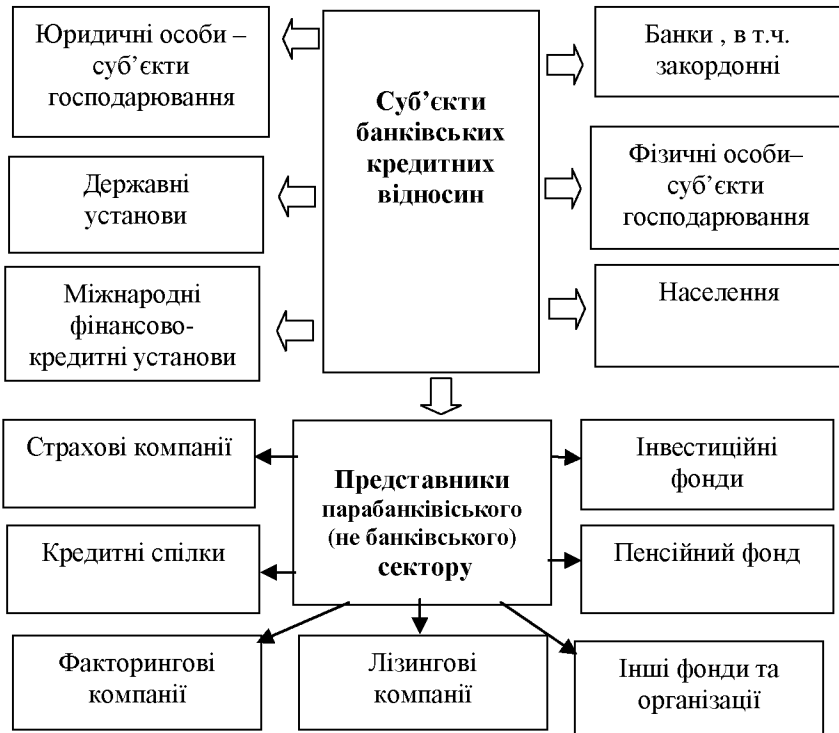 Юридичні особи –
суб’єкти
господарювання
Державні
установи
Міжнародні
фінансово-
кредитні установи
Суб’єкти
банківських
кредитних
відносин
Банки , в т.ч.
закордонні
Фізичні особи–
суб’єкти
господарювання
Населення
Страхові компанії
Кредитні спілки
Представники
парабанківіського
(не банківського)
сектору
Інвестиційні
фонди
Пенсійний фонд
Факторингові
компанії
Лізингові
компанії
Інші фонди та
організації